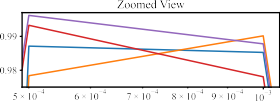 Zoomed View
0.99
0.98
5 × 10⁻⁴ 6 × 10⁻⁴ 7 × 10⁻⁴ 8 × 10⁻⁴ 9 × 10⁻⁴ 10⁻³